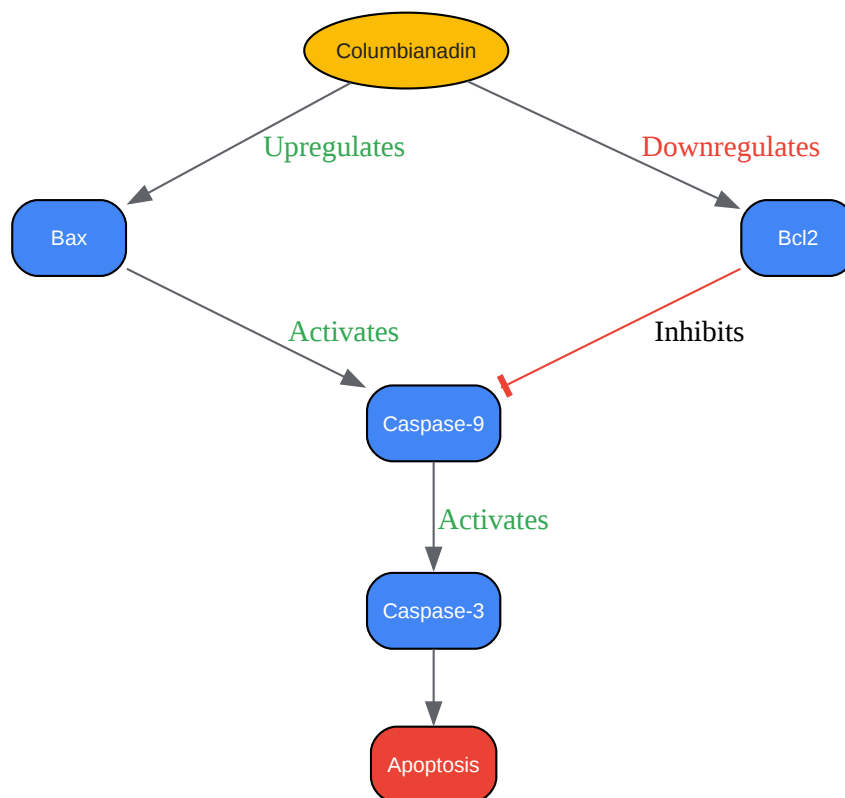 Columbianadin
Upregulates
Downregulates
Bax
Bcl2
Activates
Inhibits
Caspase-9
Activates
Caspase-3
Apoptosis